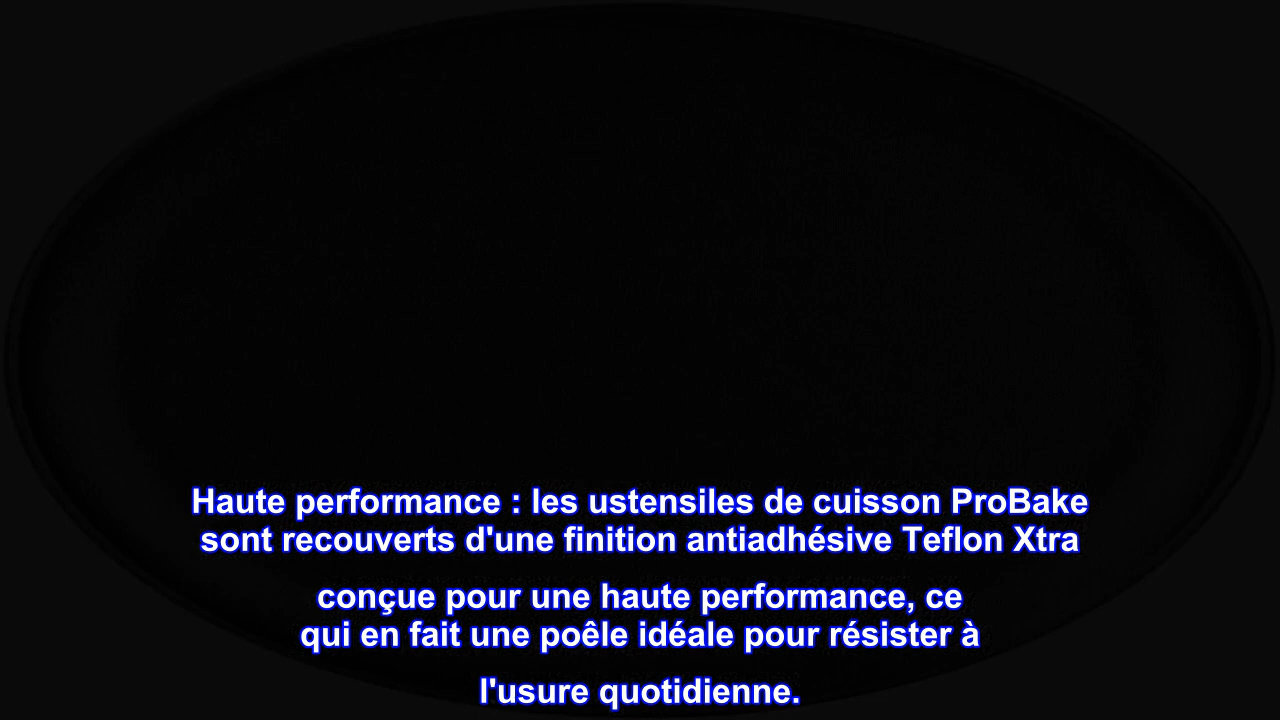 Haute performance : les ustensiles de cuisson ProBake
sont recouverts d'une finition antiadhésive Teflon Xtra
conçue pour une haute performance, ce
qui en fait une poêle idéale pour résister à
l'usure quotidienne.